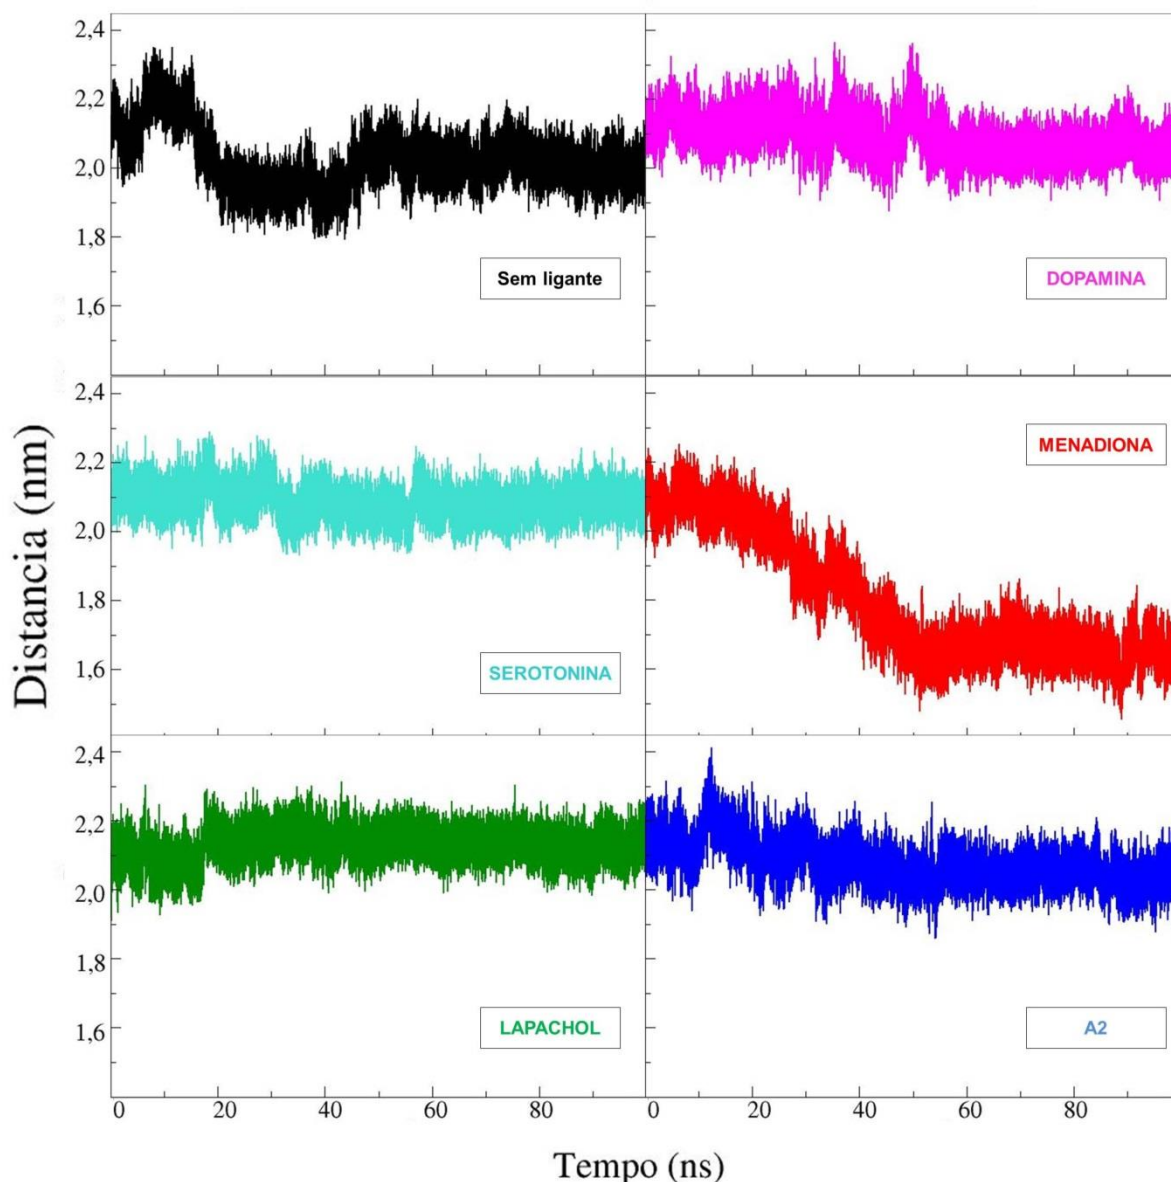 2,4
2,2
2,0
1,8
1,6
Sem ligante
DOPAMINA
Distancia (nm)
2,4
2,2
2,0
1,8
1,6
SEROTONINA
MENADIONA
2,4
2,2
2,0
1,8
1,6
LAPACHOL
A2
0 20 40 60 80 0 20 40 60 80
Tempo (ns)